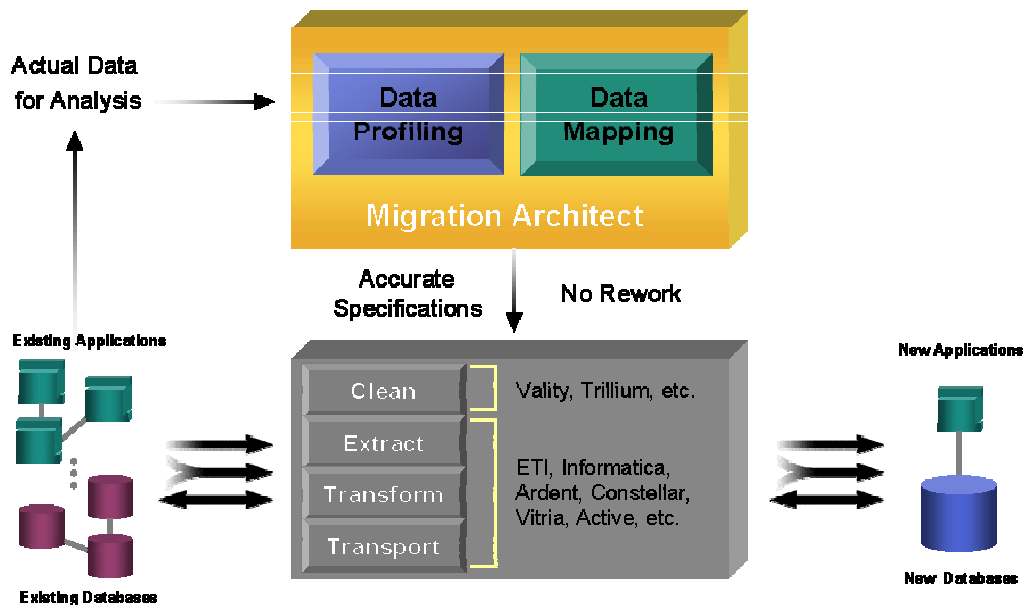 Actual Data
for Analysis
Data
Profiling
Data
Mapping
Migration Architect
Accurate
Specifications
No Rework
Existing Applications
New Applications
Clean
Vality, Trillium, etc.
Extract
Transform
Transport
ETI, Informatica,
Ardent, Constellar,
Vitria, Active, etc.
Existing Databases
New Databases